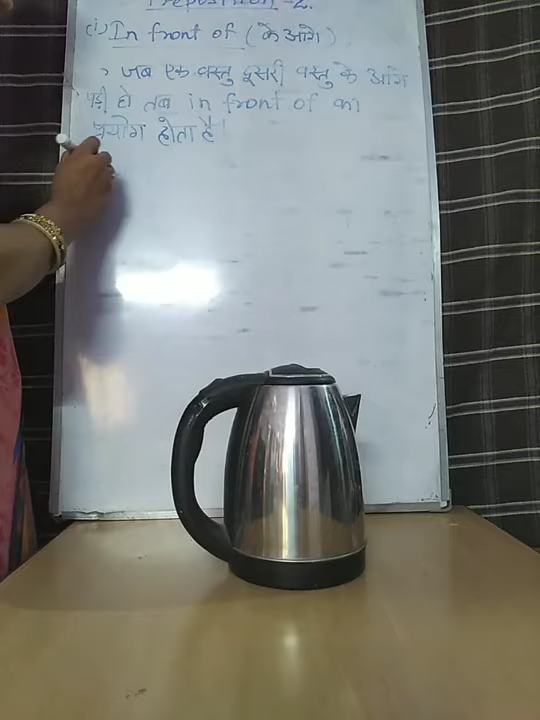 Preposition-2.
(i) In front of (के आगे)
→ जब एक वस्तु दूसरी वस्तु के आगे
पड़ी हो तब in front of का
प्रयोग होता है।